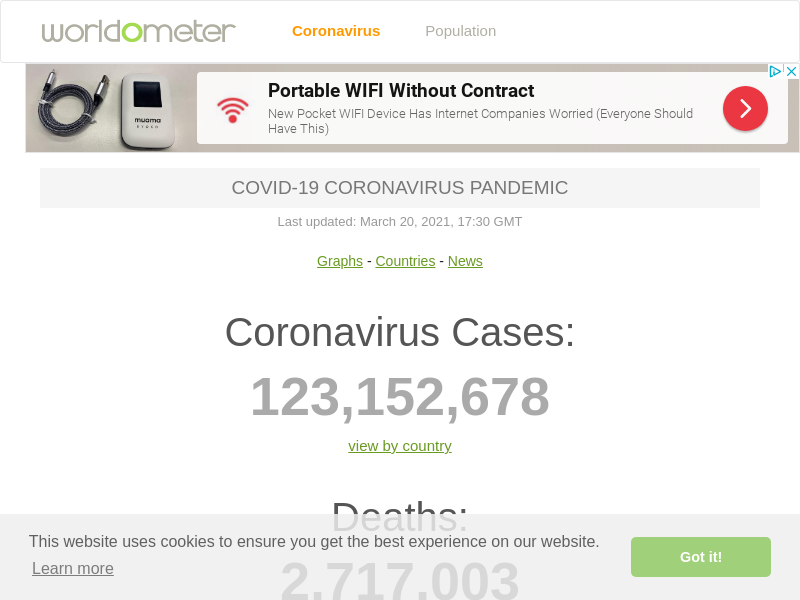 worldometer
Coronavirus
Population
muama
RYOKO
Portable WIFI Without Contract
New Pocket WIFI Device Has Internet Companies Worried (Everyone Should
Have This)
COVID-19 CORONAVIRUS PANDEMIC
Last updated: March 20, 2021, 17:30 GMT
Graphs - Countries - News
Coronavirus Cases:
123,152,678
view by country
Deaths:
This website uses cookies to ensure you get the best experience on our website.
Learn more
Got it!
2,717,003